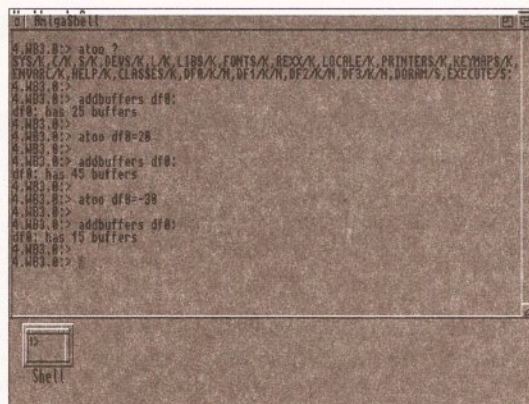 AmigaShell
4.WB3.0:> atoo ?
SYS/K,C/K,S/K,DEVS/K,L/K,LIBS/K,FONTS/K,REXX/K,LOCALE/K,PRINTERS/K,KEYMAPS/K,
ENVARC/K,HELP/K,CLASSES/K,DF0/K/N,DF1/K/N,DF2/K/N,DF3/K/N,DORAM/S,EXECUTE/S:
4.WB3.0:>
4.WB3.0:> addbuffers df0:
df0: has 25 buffers
4.WB3.0:>
4.WB3.0:> atoo df0=20
4.WB3.0:>
4.WB3.0:> addbuffers df0:
df0: has 45 buffers
4.WB3.0:>
4.WB3.0:> atoo df0=-30
4.WB3.0:>
4.WB3.0:> addbuffers df0:
df0: has 15 buffers
4.WB3.0:>
1>
Shell